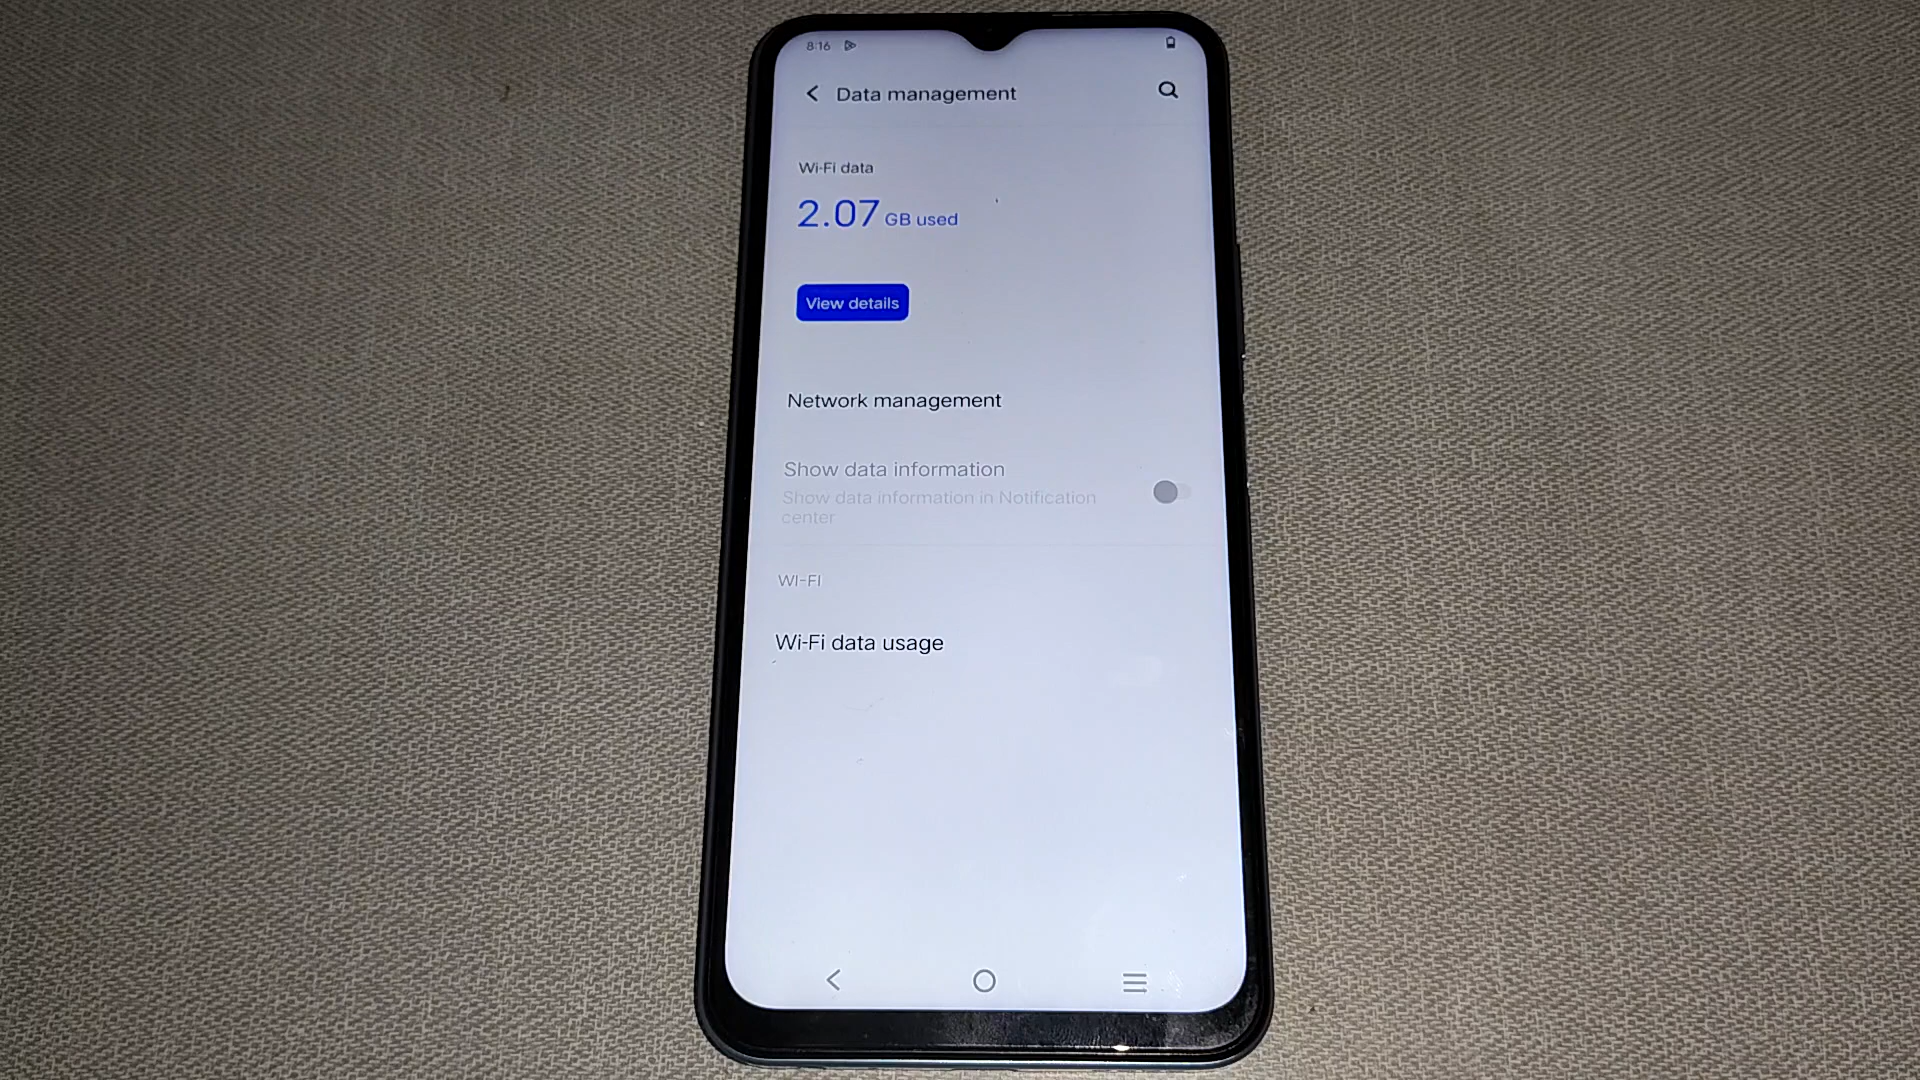 8:16
Data management
Wi-Fi data
2.07 GB used
View details
Network management
Show data information
Show data information in Notification
center
WI-FI
Wi-Fi data usage